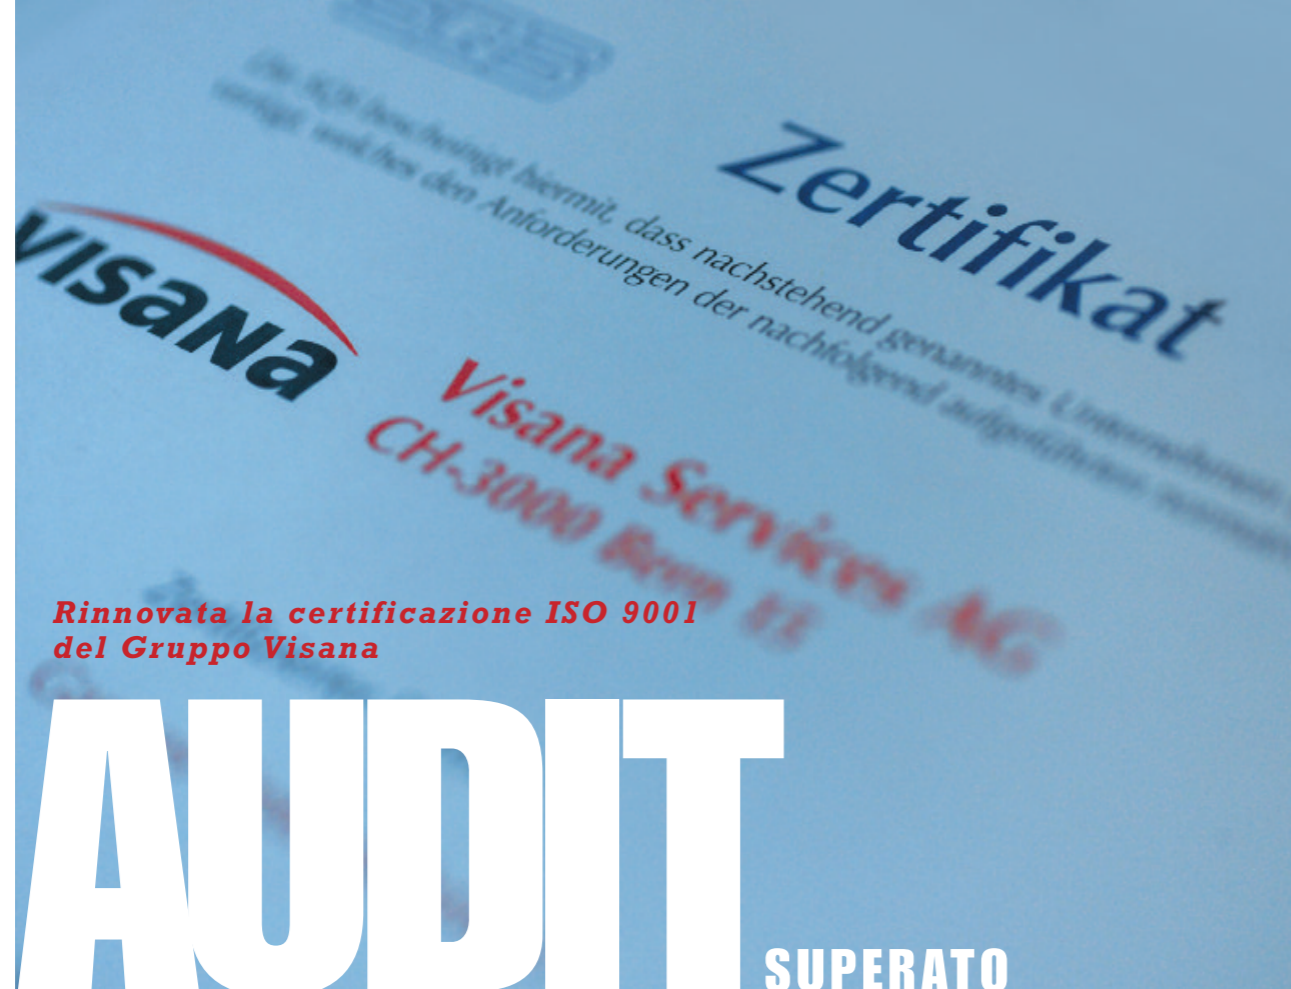 Zertifikat
Die SQS bescheinigt hiermit, dass nachstehend genanntes Unternehmen
welches den Anforderungen der nachfolgend aufgeführten
VISANA
Visana Services AG
CH-3000 Bern 15
Rinnovata la certificazione ISO 9001
del Gruppo Visana
AUDIT
SUPERATO